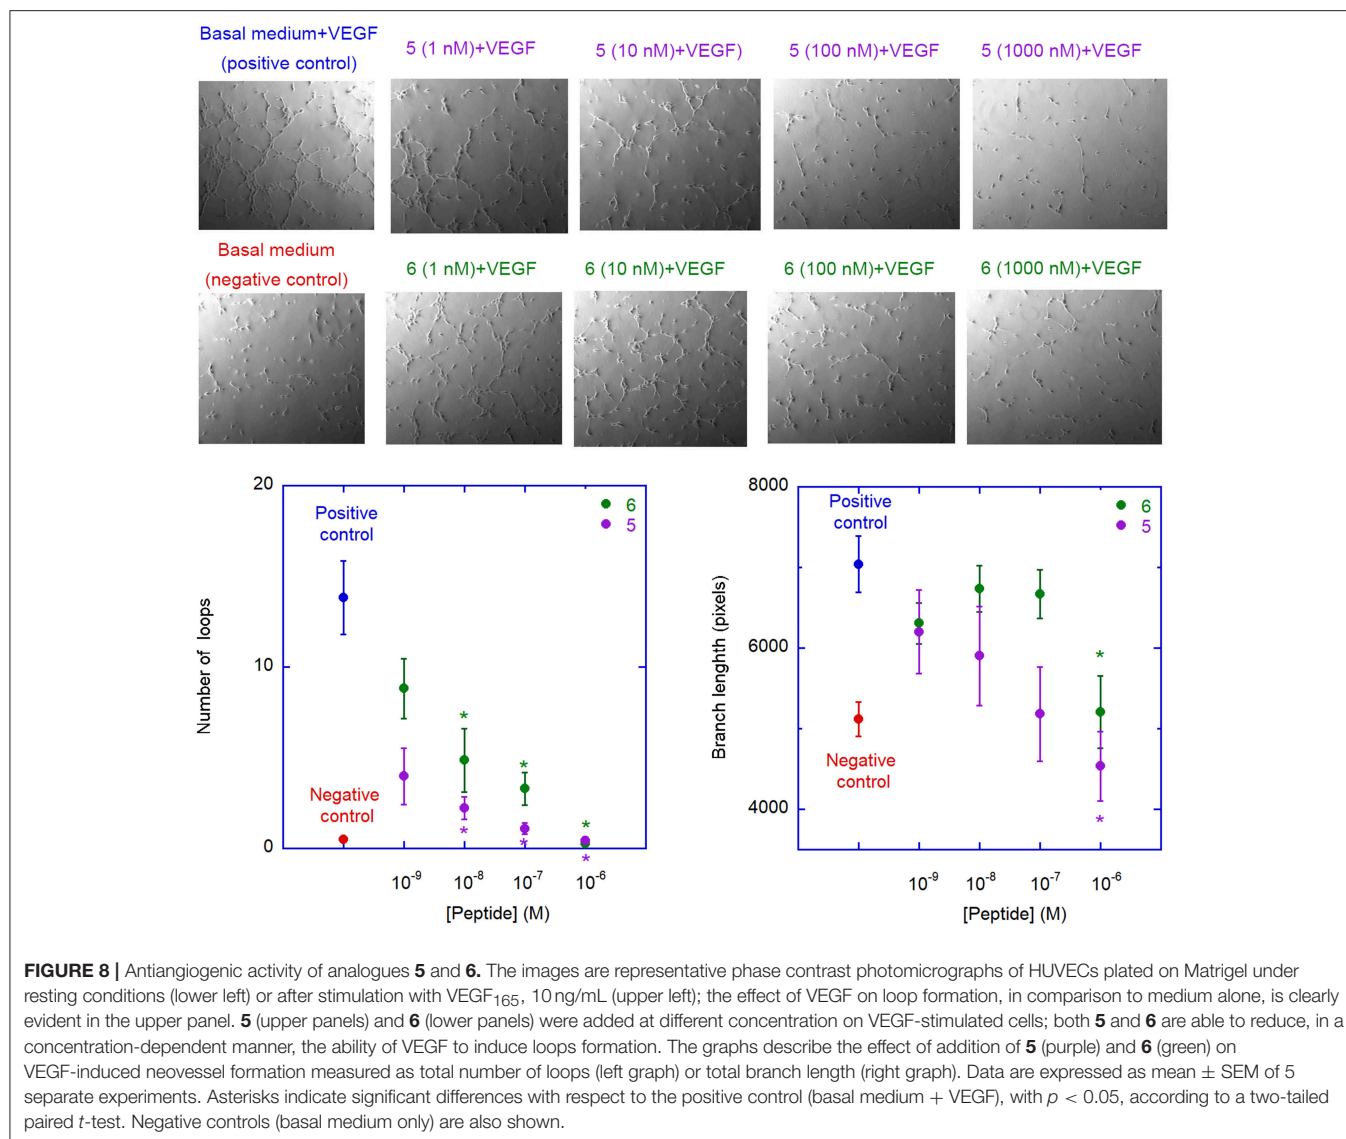 Basal medium+VEGF
(positive control)
5 (1 nM)+VEGF
5 (10 nM)+VEGF)
5 (100 nM)+VEGF
5 (1000 nM)+VEGF
Basal medium
(negative control)
6 (1 nM)+VEGF
6 (10 nM)+VEGF
6 (100 nM)+VEGF
6 (1000 nM)+VEGF
20
10
0
Number of loops
Positive
control
Negative
control
6
5
* * *
* * *
10⁻⁹ 10⁻⁸ 10⁻⁷ 10⁻⁶
[Peptide] (M)
8000
6000
4000
Branch lenghth (pixels)
Positive
control
Negative
control
6
5
*
*
10⁻⁹ 10⁻⁸ 10⁻⁷ 10⁻⁶
[Peptide] (M)
FIGURE 8 | Antiangiogenic activity of analogues 5 and 6. The images are representative phase contrast photomicrographs of HUVECs plated on Matrigel under
resting conditions (lower left) or after stimulation with VEGF₁₆₅, 10 ng/mL (upper left); the effect of VEGF on loop formation, in comparison to medium alone, is clearly
evident in the upper panel. 5 (upper panels) and 6 (lower panels) were added at different concentration on VEGF-stimulated cells; both 5 and 6 are able to reduce, in a
concentration-dependent manner, the ability of VEGF to induce loops formation. The graphs describe the effect of addition of 5 (purple) and 6 (green) on
VEGF-induced neovessel formation measured as total number of loops (left graph) or total branch length (right graph). Data are expressed as mean ± SEM of 5
separate experiments. Asterisks indicate significant differences with respect to the positive control (basal medium + VEGF), with p < 0.05, according to a two-tailed
paired t-test. Negative controls (basal medium only) are also shown.